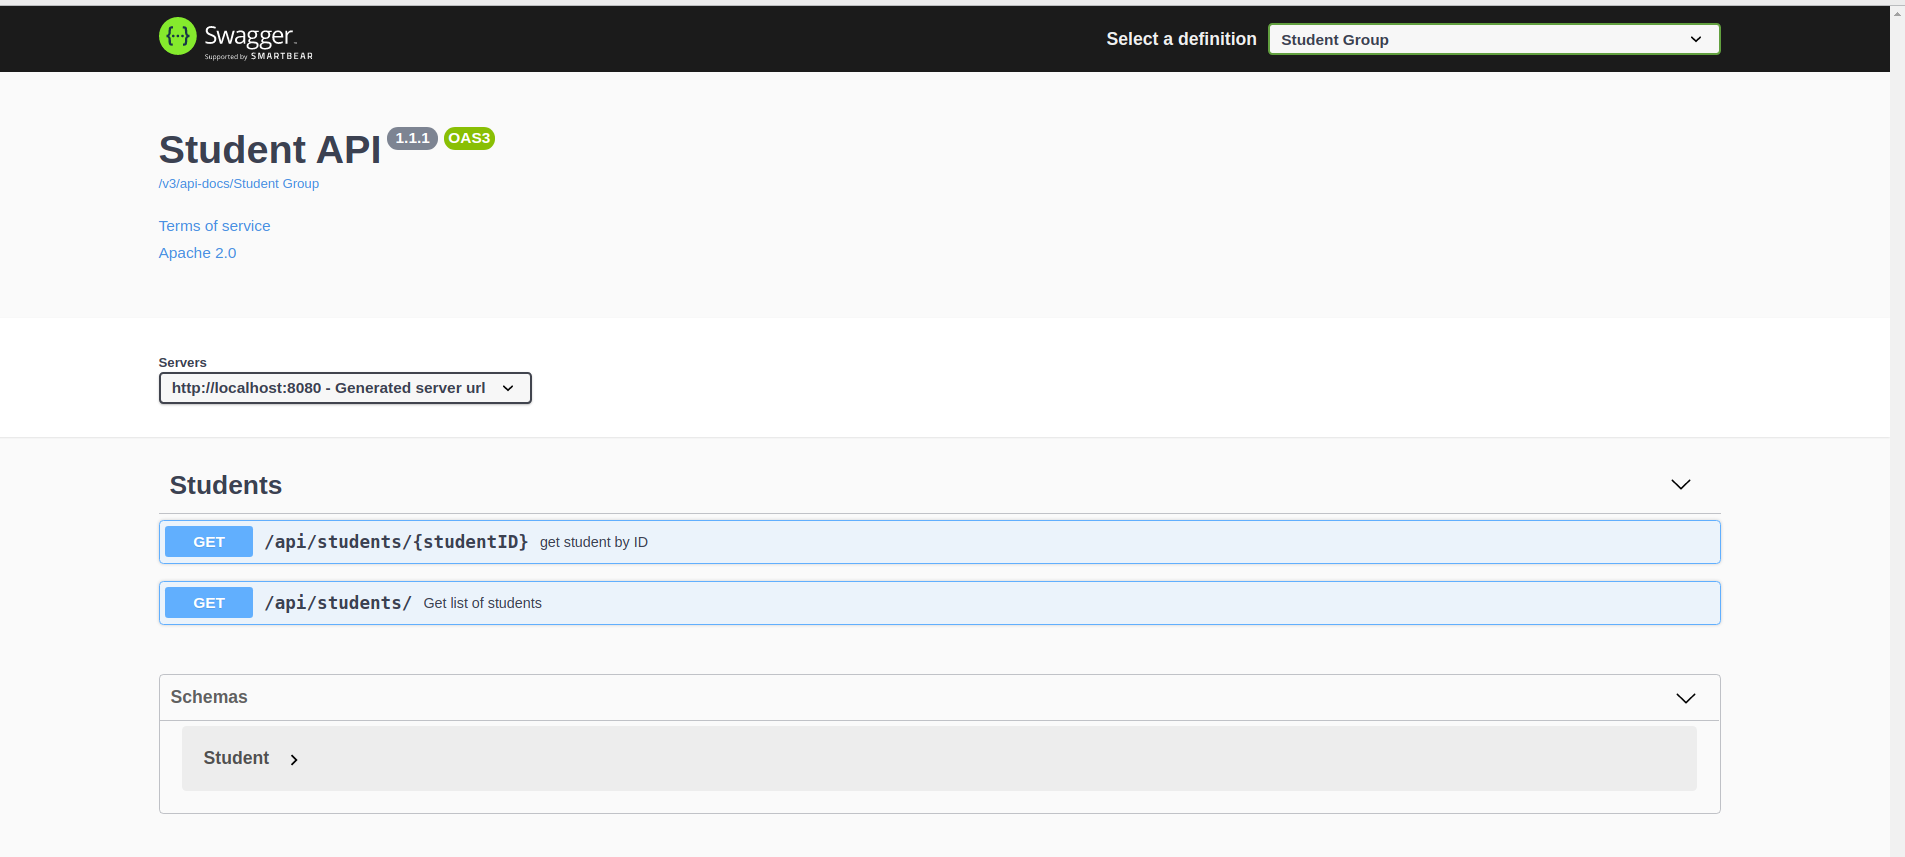 Swagger
Supported by SMARTBEAR
Select a definition
Student Group
Student API 1.1.1 OAS3
/v3/api-docs/Student Group
Terms of service
Apache 2.0
Servers
http://localhost:8080 - Generated server url
Students
GET /api/students/{studentID} get student by ID
GET /api/students/ Get list of students
Schemas
Student